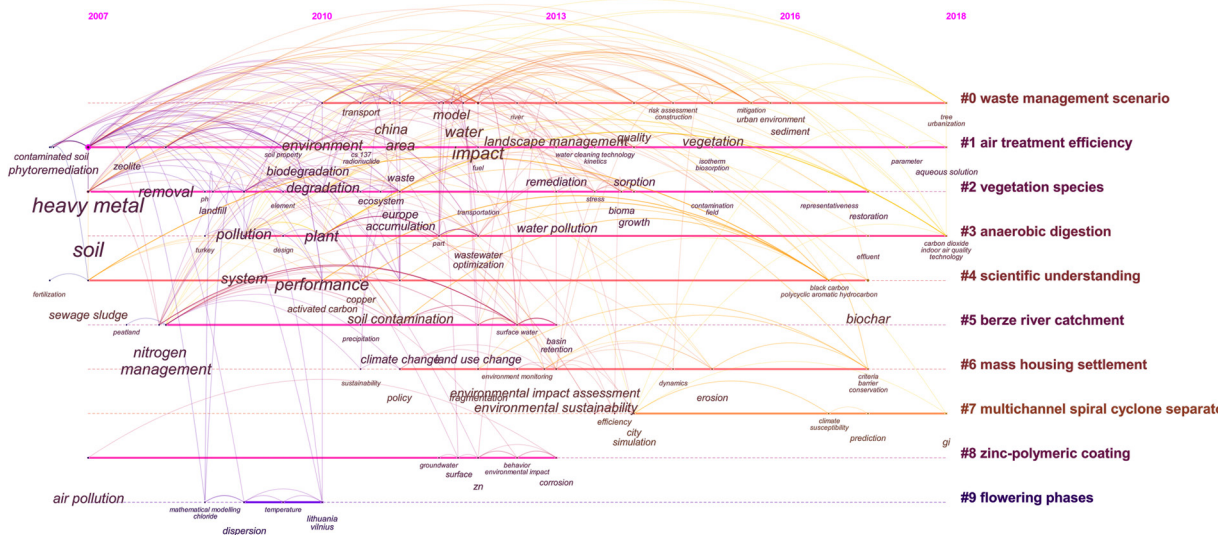 2007 2010 2013 2016 2018
#0 waste management scenario
transport
model
river
risk assessment
construction
mitigation
urban environment
sediment
tree
urbanization
china
area
water
impact
fuel
#1 air treatment efficiency
contaminated soil
phytoremediation
zeolite
environment
soil property
cs 137
radionuclide
landscape management
quality
vegetation
water cleaning technology
kinetics
isotherm
biosorption
parameter
aqueous solution
biodegradation
degradation
waste
ecosystem
#2 vegetation species
heavy metal
removal
ph
landfill
element
europe
accumulation
transportation
remediation
sorption
stress
bioma
growth
contamination
field
representativeness
restoration
#3 anaerobic digestion
soil
pollution
turkey
design
plant
part
water pollution
wastewater
optimization
effluent
carbon dioxide
indoor air quality
technology
#4 scientific understanding
fertilization
system
performance
copper
activated carbon
black carbon
polycyclic aromatic hydrocarbon
#5 berze river catchment
sewage sludge
peatland
soil contamination
precipitation
surface water
basin
retention
biochar
nitrogen
management
#6 mass housing settlement
climate change
land use change
sustainability
environment monitoring
dynamics
criteria
barrier
conservation
policy
fragmentation
environmental impact assessment
environmental sustainability
erosion
#7 multichannel spiral cyclone separat
efficiency
city
simulation
climate
susceptibility
prediction
gi
#8 zinc-polymeric coating
groundwater
surface
zn
behavior
environmental impact
corrosion
#9 flowering phases
air pollution
mathematical modelling
chloride
temperature
dispersion
lithuania
vilnius